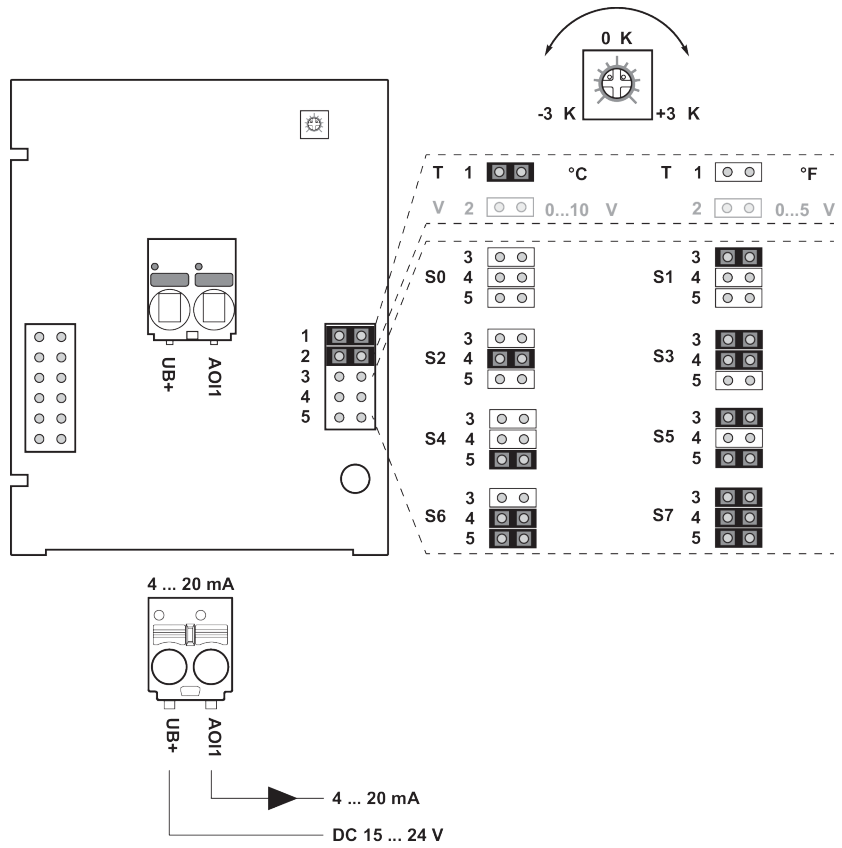 0 K
-3 K +3 K
T 1 °C T 1 °F
V 2 0...10 V 2 0...5 V
S0 3 4 5 S1 3 4 5
S2 3 4 5 S3 3 4 5
S4 3 4 5 S5 3 4 5
S6 3 4 5 S7 3 4 5
1
2
3
4
5
UB+ AOI1
4 ... 20 mA
UB+ AOI1
4 ... 20 mA
DC 15 ... 24 V